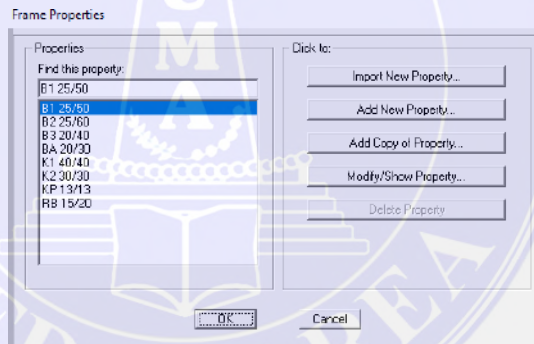 Frame Properties
Properties
Find this property:
B1 25/50
B1 25/50
B2 25/60
B3 20/40
BA 20/30
K1 40/40
K2 30/30
KP 13/13
RB 15/20
Click to:
Import New Property...
Add New Property...
Add Copy of Property...
Modify/Show Property...
Delete Property
OK
Cancel